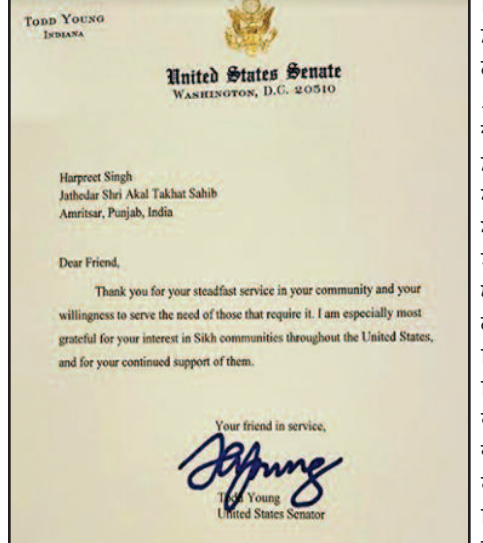 TODD YOUNG
INDIANA
United States Senate
WASHINGTON, D.C. 20510
Harpreet Singh
Jathedar Shri Akal Takhat Sahib
Amritsar, Punjab, India
Dear Friend,
Thank you for your steadfast service in your community and your
willingness to serve the need of those that require it. I am especially most
grateful for your interest in Sikh communities throughout the United States,
and for your continued support of them.
Your friend in service,
Todd Young
United States Senator